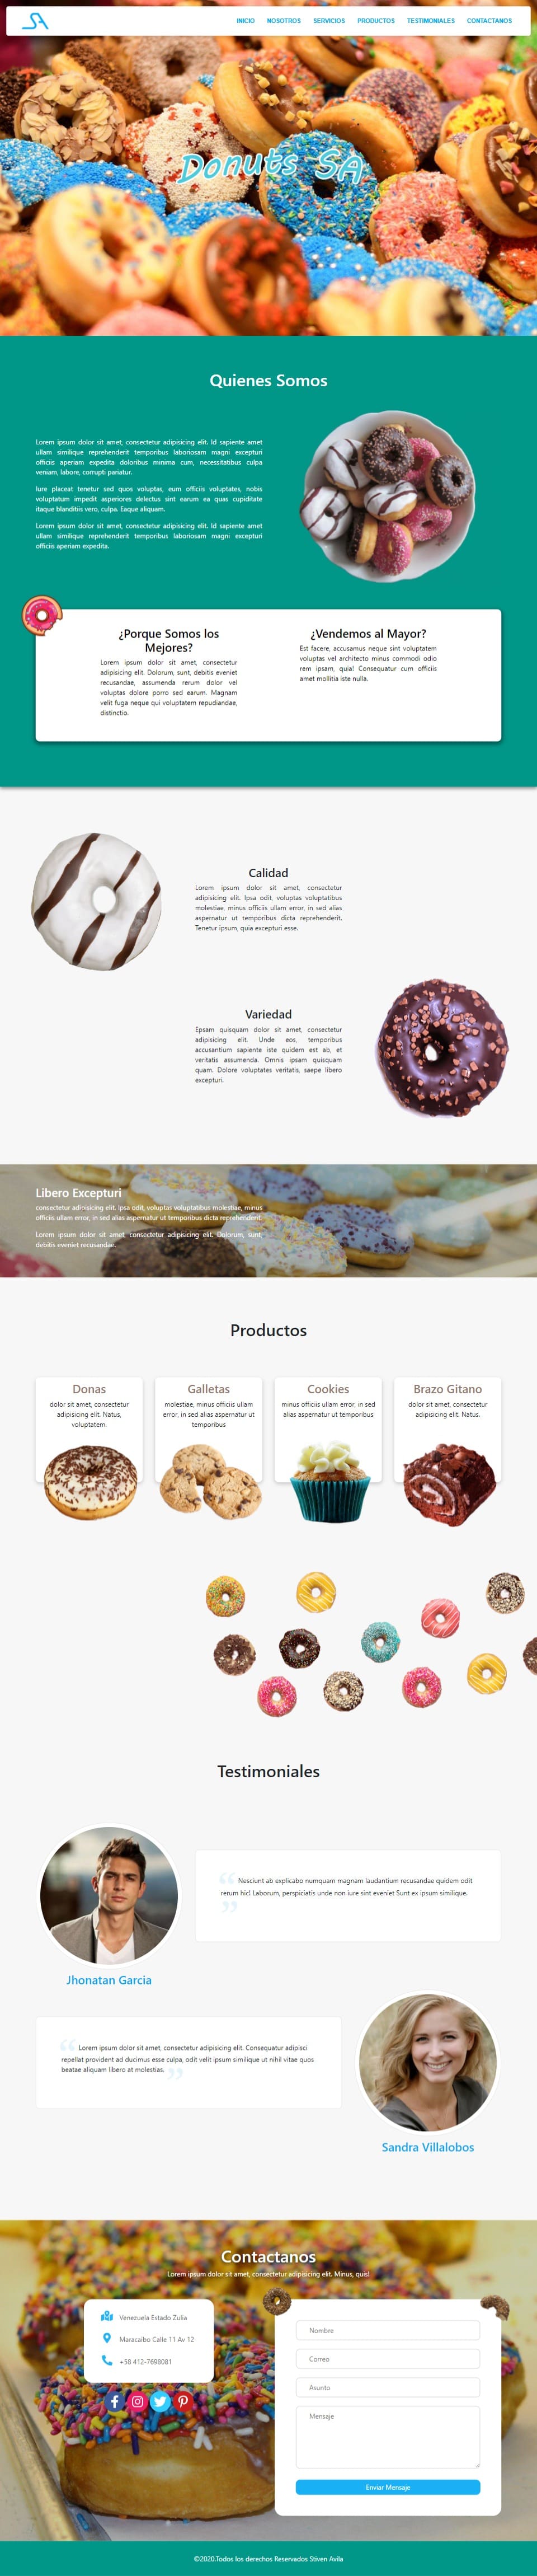 SA
INICIO NOSOTROS SERVICIOS PRODUCTOS TESTIMONIALES CONTACTANOS
Donuts SA
Quienes Somos
Lorem ipsum dolor sit amet, consectetur adipisicing elit. Id sapiente amet
ullam similique reprehenderit temporibus laboriosam magni excepturi
officiis aperiam expedita doloribus minima cum, necessitatibus culpa
veniam, labore, corrupti pariatur.
Iure placeat tenetur sed quos voluptas, eum officiis voluptates, nobis
voluptatum impedit asperiores delectus sint earum ea quas cupiditate
itaque blanditiis vero, culpa. Eaque aliquam.
Lorem ipsum dolor sit amet, consectetur adipisicing elit. Id sapiente amet
ullam similique reprehenderit temporibus laboriosam magni excepturi
officiis aperiam expedita.
¿Porque Somos los
Mejores?
Lorem ipsum dolor sit amet, consectetur
adipisicing elit. Dolorum, sunt, debitis eveniet
recusandae, assumenda rerum dolor vel
voluptas dolore porro sed earum. Magnam
velit fuga neque qui voluptatem repudiandae,
distinctio.
¿Vendemos al Mayor?
Est facere, accusamus neque sint voluptatem
voluptas vel architecto minus commodi odio
rem ipsam, quia! Consequatur cum officiis
amet mollitia iste nulla.
Calidad
Lorem ipsum dolor sit amet, consectetur
adipisicing elit. Ipsa odit, voluptas voluptatibus
molestiae, minus officiis ullam error, in sed alias
aspernatur ut temporibus dicta reprehenderit.
Tenetur ipsum, quia excepturi esse.
Variedad
Epsam quisquam dolor sit amet, consectetur
adipisicing elit. Unde eos, temporibus
accusantium sapiente iste quidem est ab, et
veritatis assumenda. Omnis ipsam quisquam
quam. Dolore voluptates veritatis, saepe libero
excepturi.
Libero Excepturi
consectetur adipisicing elit. Ipsa odit, voluptas voluptatibus molestiae, minus
officiis ullam error, in sed alias aspernatur ut temporibus dicta reprehenderit.
Lorem ipsum dolor sit amet, consectetur adipisicing elit. Dolorum, sunt,
debitis eveniet recusandae.
Productos
Donas
dolor sit amet, consectetur
adipisicing elit. Natus,
voluptatem.
Galletas
molestiae, minus officiis ullam
error, in sed alias aspernatur ut
temporibus
Cookies
minus officiis ullam error, in sed
alias aspernatur ut temporibus
Brazo Gitano
dolor sit amet, consectetur
adipisicing elit. Natus.
Testimoniales
“ Nesciunt ab explicabo numquam magnam laudantium recusandae quidem odit
rerum hic! Laborum, perspiciatis unde non iure sint eveniet Sunt ex ipsum similique.
”
Jhonatan Garcia
“ Lorem ipsum dolor sit amet, consectetur adipisicing elit. Consequatur adipisci
repellat provident ad ducimus esse culpa, odit velit ipsum similique ut nihil vitae quos
beatae aliquam libero at molestias. ”
Sandra Villalobos
Contactanos
Lorem ipsum dolor sit amet, consectetur adipisicing elit. Minus, quis!
Venezuela Estado Zulia
Maracaibo Calle 11 Av 12
+58 412-7698081
Nombre
Correo
Asunto
Mensaje
Enviar Mensaje
©2020.Todos los derechos Reservados Stiven Avila